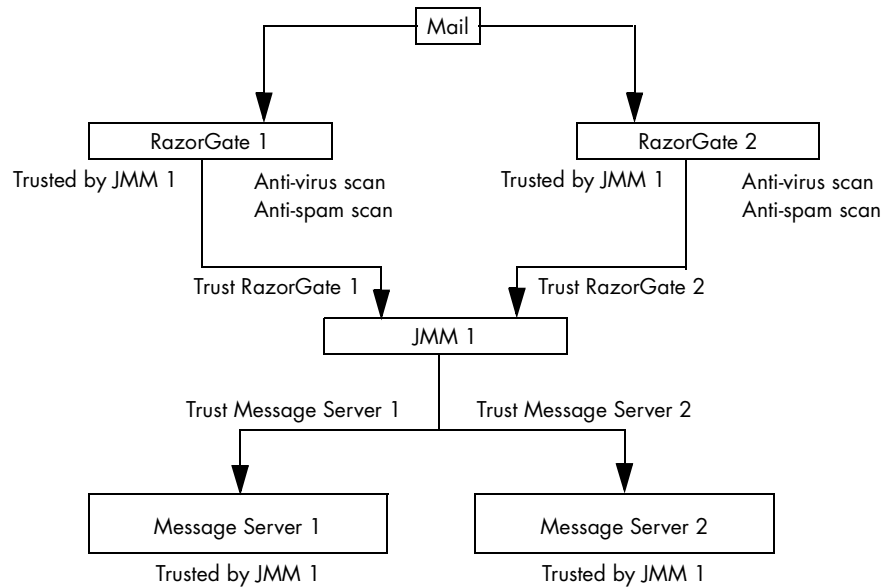 Mail
RazorGate 1
RazorGate 2
Trusted by JMM 1
Anti-virus scan
Anti-spam scan
Trusted by JMM 1
Anti-virus scan
Anti-spam scan
Trust RazorGate 1
Trust RazorGate 2
JMM 1
Trust Message Server 1
Trust Message Server 2
Message Server 1
Message Server 2
Trusted by JMM 1
Trusted by JMM 1